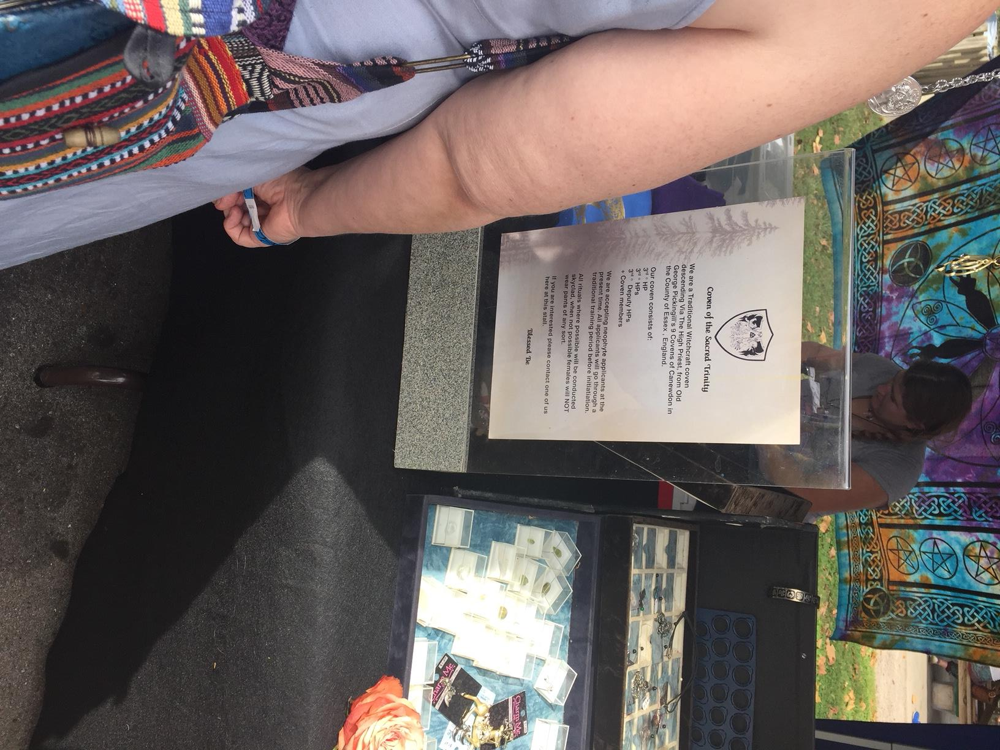 Coven of the Sacred Trinity
We are a Traditional Witchcraft coven
descending Via The High Priest, from Old
George Pickingill's 9 Covens of Canewdon in
the County of Essex , England.
Our coven consists of:
3rd ° HP
3rd ° HPs
3rd ° Deputy HPs
+ Coven members
We are accepting neophyte applicants at the
present time. All applicants will go through a
traditional training period before initiation.
All rituals where possible will be conducted
skyclad, when not possible females will NOT
wear pants of any sort.
If you are interested please contact one of us
here at this stall.
Blessed Be
Charm Me
Charm Me